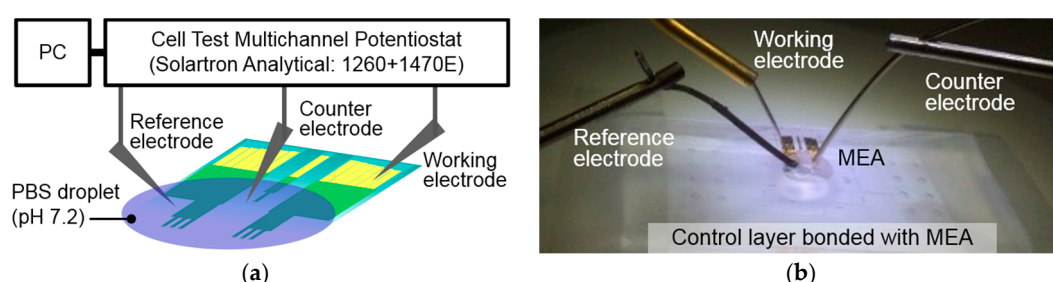 PC
Cell Test Multichannel Potentiostat
(Solartron Analytical: 1260+1470E)
Reference
electrode
Counter
electrode
Working
electrode
PBS droplet
(pH 7.2)
(a)
Working
electrode
Counter
electrode
Reference
electrode
MEA
Control layer bonded with MEA
(b)